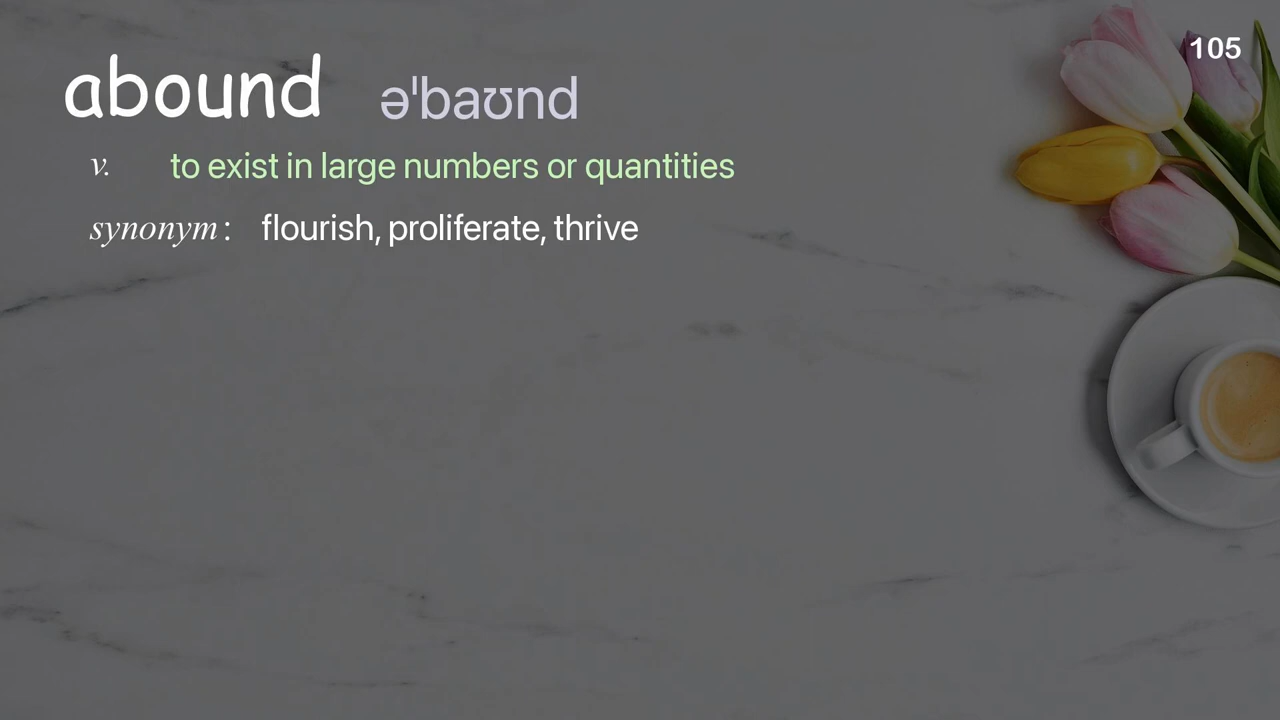 105
abound ə'baʊnd
v. to exist in large numbers or quantities
synonym : flourish, proliferate, thrive